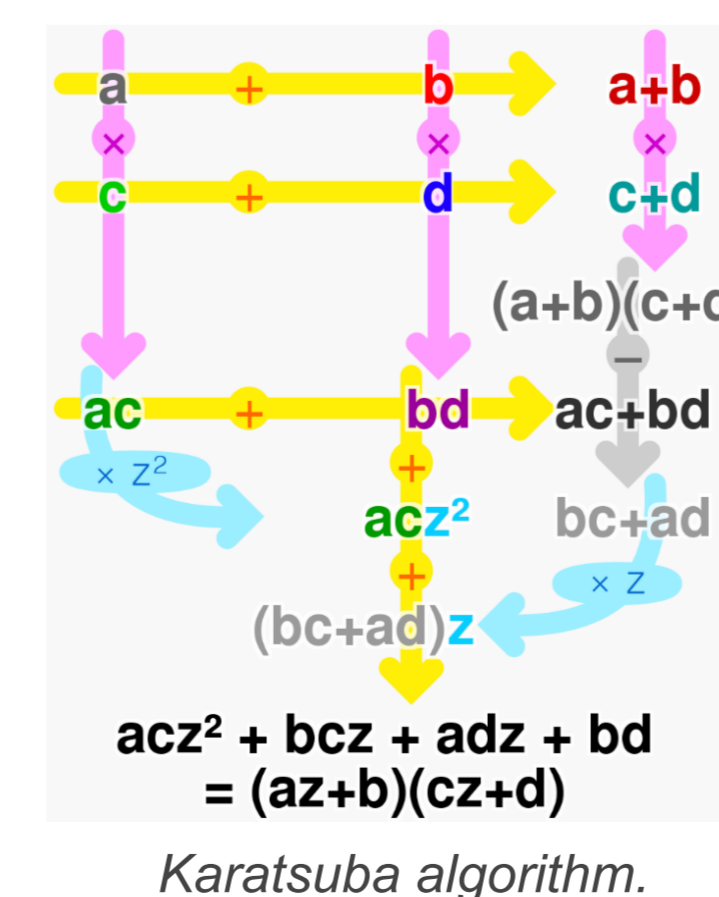 a + b a+b
× × ×
c + d c+d
(a+b)(c+
−
ac + bd ac+bd
× z² +
acz² bc+ad
+ × z
(bc+ad)z
acz² + bcz + adz + bd
= (az+b)(cz+d)
Karatsuba algorithm.